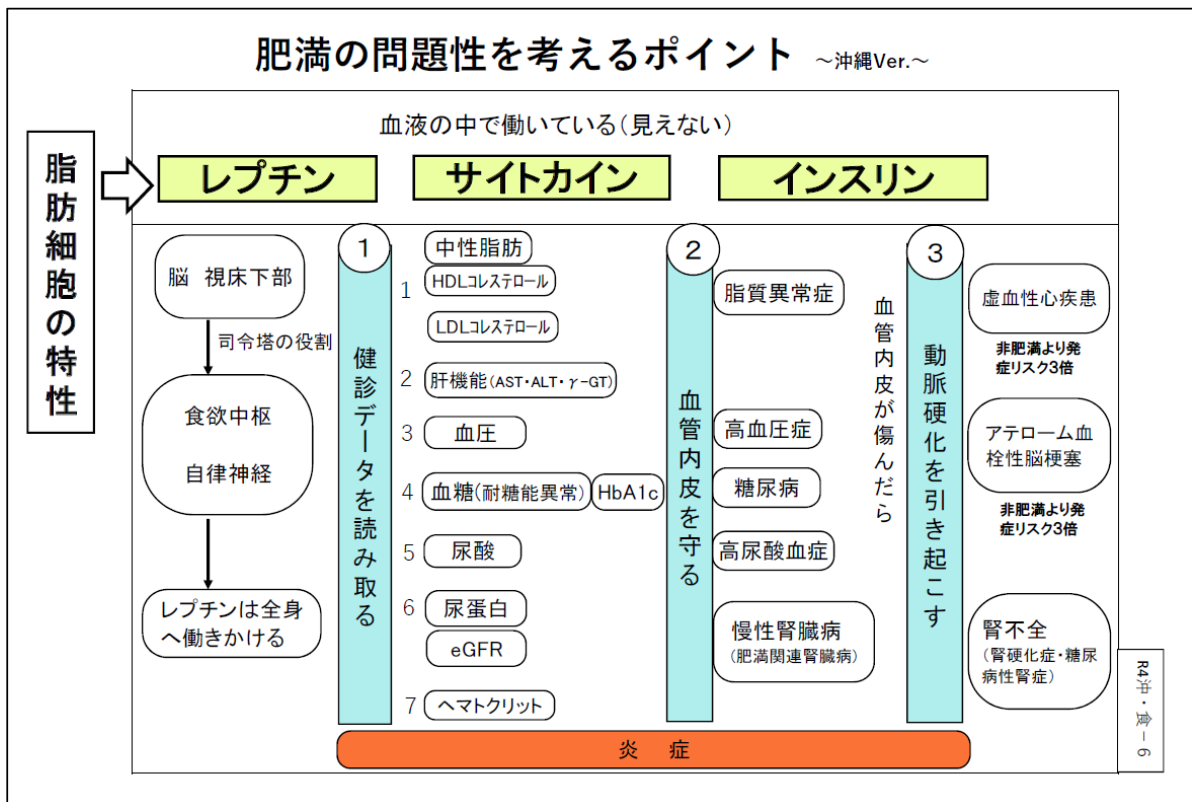 肥満の問題性を考えるポイント ～沖縄Ver.～
脂肪細胞の特性
血液の中で働いている(見えない)
レプチン
サイトカイン
インスリン
脳 視床下部
司令塔の役割
食欲中枢
自律神経
レプチンは全身
へ働きかける
1
健診データを読み取る
中性脂肪
1
HDLコレステロール
LDLコレステロール
2
肝機能(AST・ALT・γ-GT)
3
血圧
4
血糖(耐糖能異常)
HbA1c
5
尿酸
6
尿蛋白
eGFR
7
ヘマトクリット
2
血管内皮を守る
脂質異常症
高血圧症
糖尿病
高尿酸血症
慢性腎臓病
(肥満関連腎臓病)
血管内皮が傷んだら
3
動脈硬化を引き起こす
虚血性心疾患
非肥満より発
症リスク3倍
アテローム血
栓性脳梗塞
非肥満より発
症リスク3倍
腎不全
(腎硬化症・糖尿
病性腎症)
炎 症
R4沖・食－6